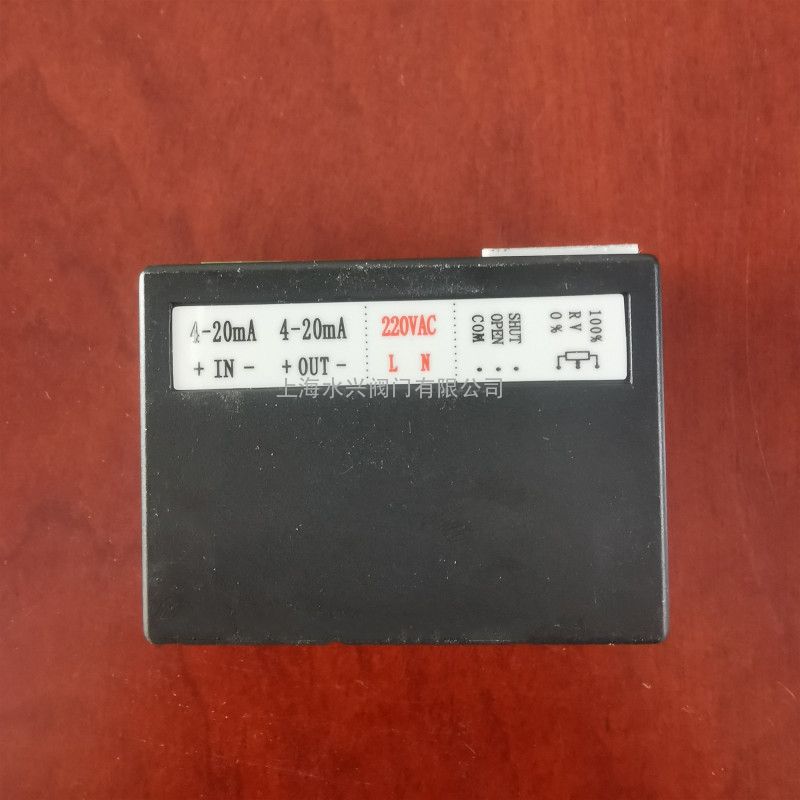 4-20mA 4-20mA 220VAC
+ IN - + OUT - L N
COM
OPEN
SHUT
0%
RV
100%
上海水兴阀门有限公司